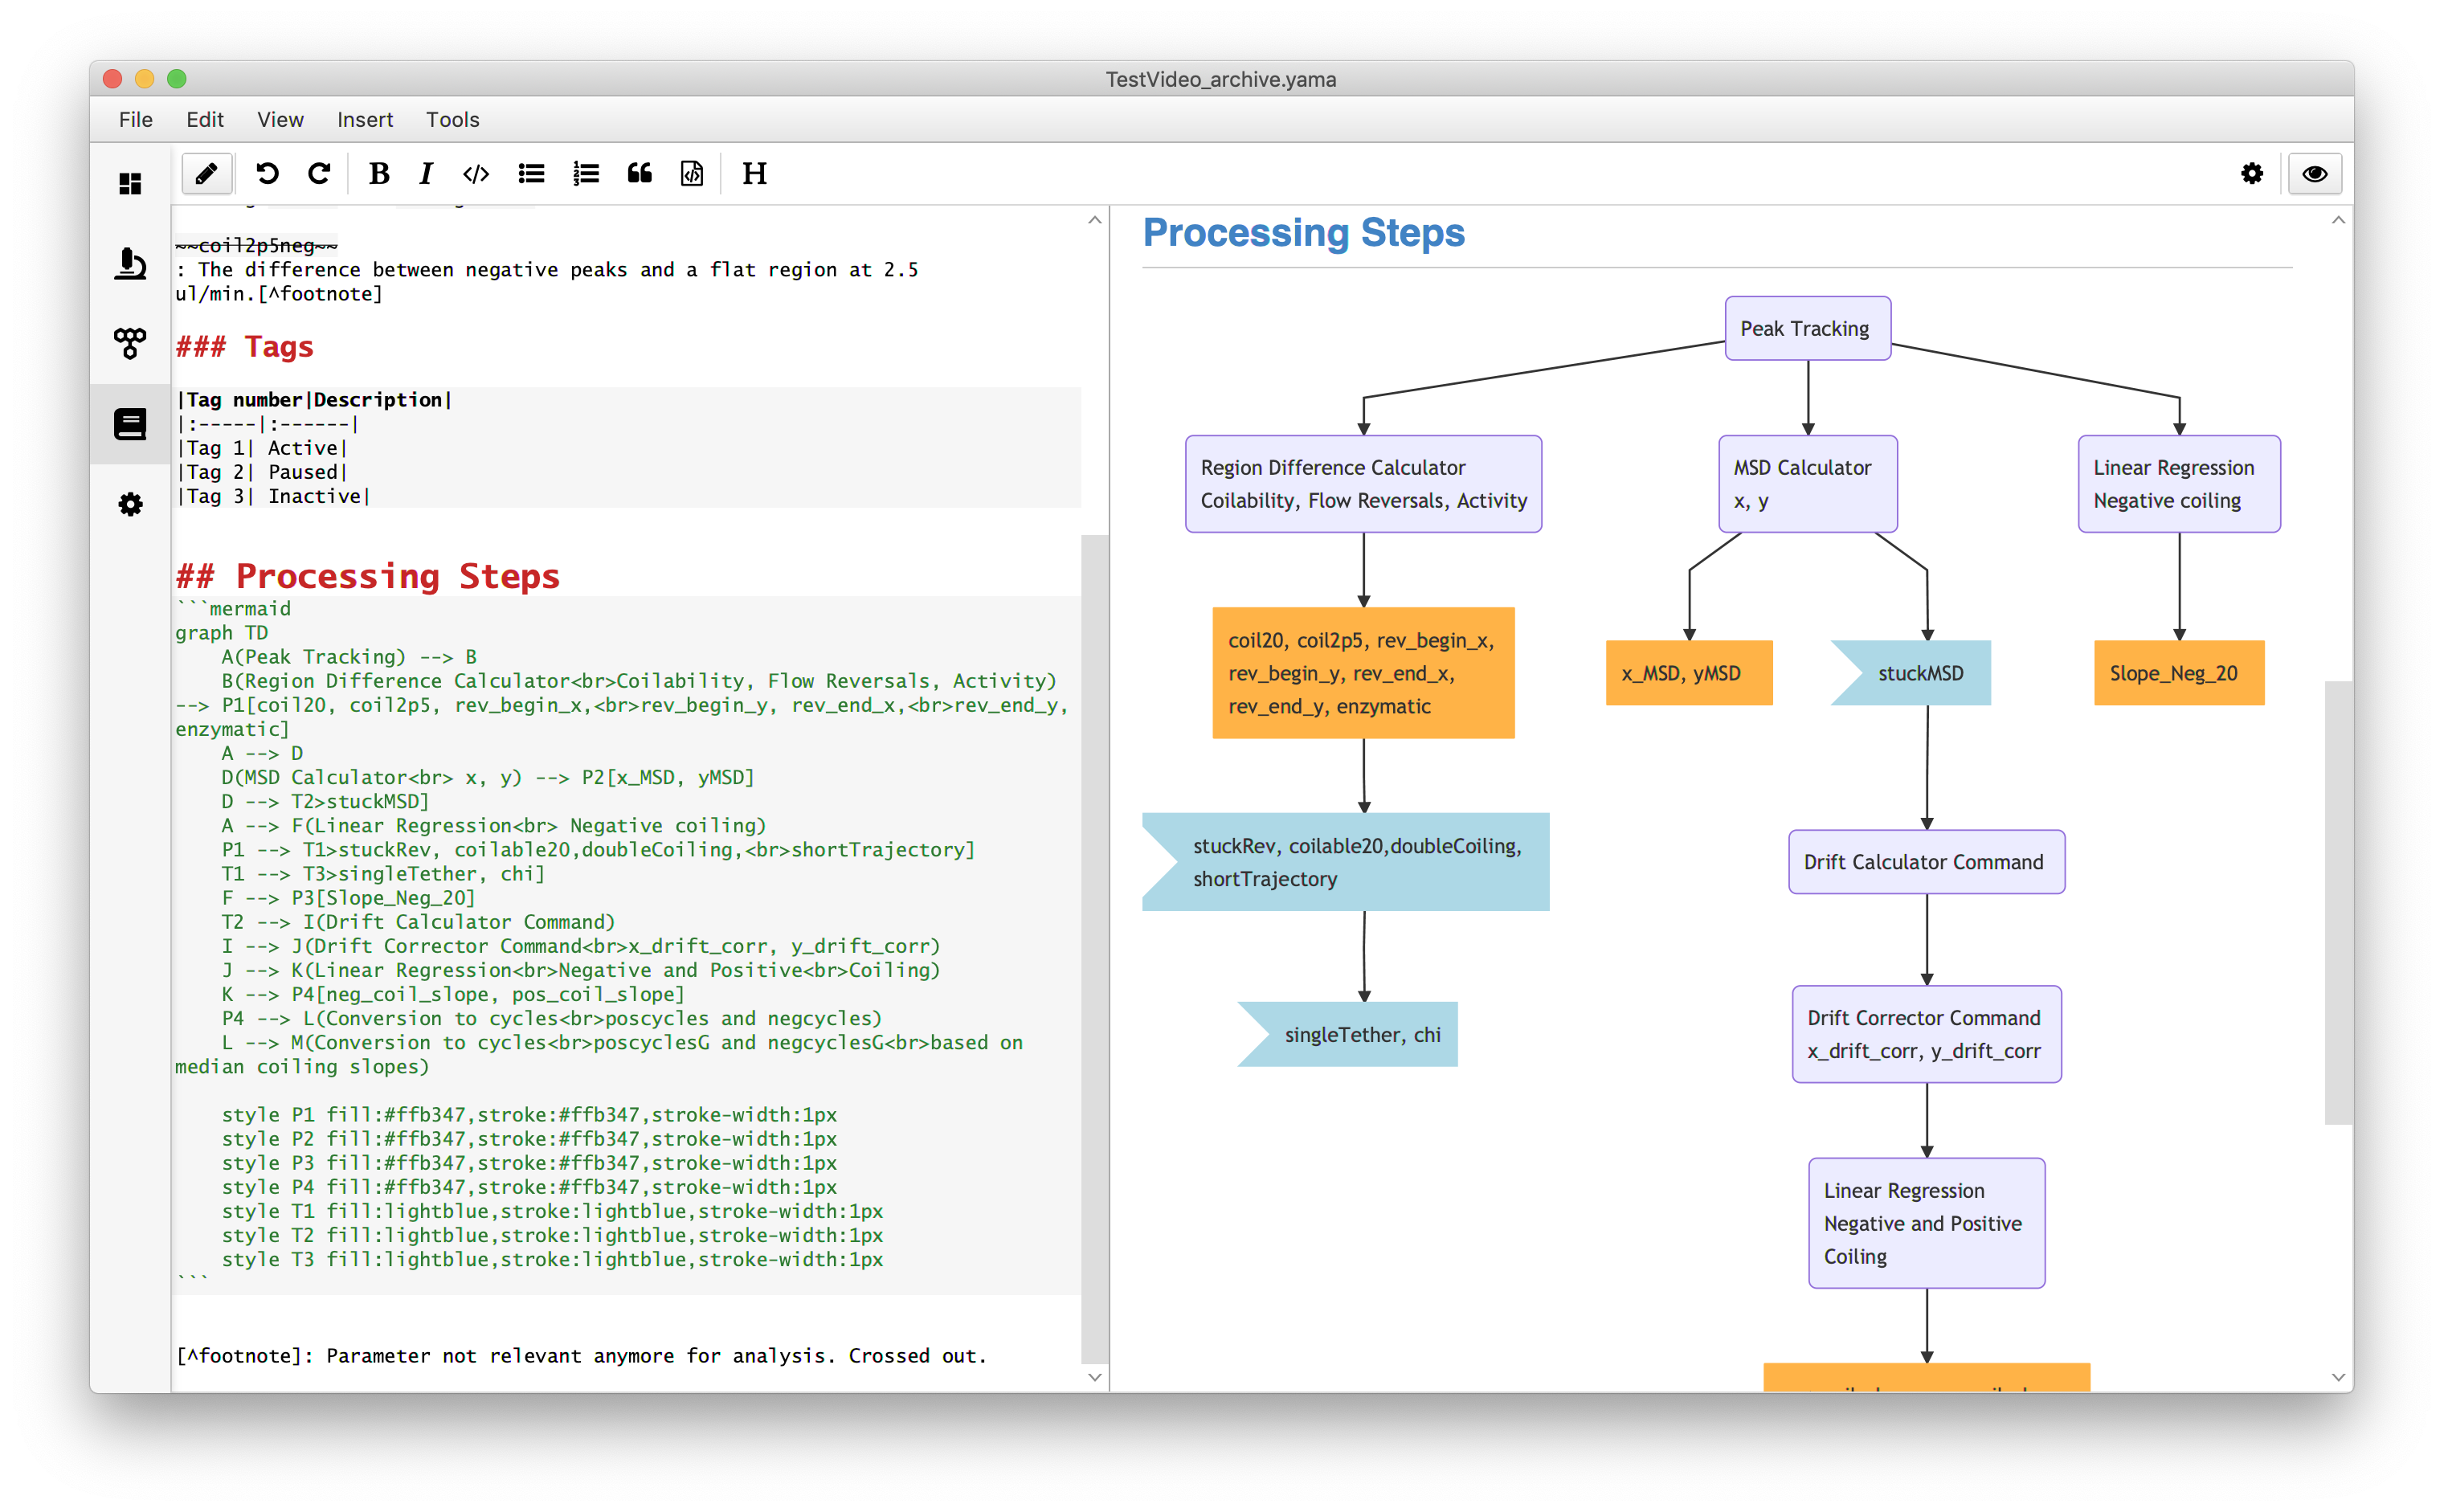 TestVideo_archive.yama
File Edit View Insert Tools
B I </> H
~~coil2p5neg~~
: The difference between negative peaks and a flat region at 2.5
ul/min.[^footnote]
### Tags
|Tag number|Description|
|:-----|:------|
|Tag 1| Active|
|Tag 2| Paused|
|Tag 3| Inactive|
## Processing Steps
```mermaid
graph TD
A(Peak Tracking) --> B
B(Region Difference Calculator<br>Coilability, Flow Reversals, Activity)
--> P1[coil20, coil2p5, rev_begin_x,<br>rev_begin_y, rev_end_x,<br>rev_end_y,
enzymatic]
A --> D
D(MSD Calculator<br> x, y) --> P2[x_MSD, yMSD]
D --> T2>stuckMSD]
A --> F(Linear Regression<br> Negative coiling)
P1 --> T1>stuckRev, coilable20,doubleCoiling,<br>shortTrajectory]
T1 --> T3>singleTether, chi]
F --> P3[Slope_Neg_20]
T2 --> I(Drift Calculator Command)
I --> J(Drift Corrector Command<br>x_drift_corr, y_drift_corr)
J --> K(Linear Regression<br>Negative and Positive<br>Coiling)
K --> P4[neg_coil_slope, pos_coil_slope]
P4 --> L(Conversion to cycles<br>poscycles and negcycles)
L --> M(Conversion to cycles<br>poscyclesG and negcyclesG<br>based on
median coiling slopes)
style P1 fill:#ffb347,stroke:#ffb347,stroke-width:1px
style P2 fill:#ffb347,stroke:#ffb347,stroke-width:1px
style P3 fill:#ffb347,stroke:#ffb347,stroke-width:1px
style P4 fill:#ffb347,stroke:#ffb347,stroke-width:1px
style T1 fill:lightblue,stroke:lightblue,stroke-width:1px
style T2 fill:lightblue,stroke:lightblue,stroke-width:1px
style T3 fill:lightblue,stroke:lightblue,stroke-width:1px
```
[^footnote]: Parameter not relevant anymore for analysis. Crossed out.
Processing Steps
Peak Tracking
Region Difference Calculator
Coilability, Flow Reversals, Activity
MSD Calculator
x, y
Linear Regression
Negative coiling
coil20, coil2p5, rev_begin_x,
rev_begin_y, rev_end_x,
rev_end_y, enzymatic
x_MSD, yMSD
stuckMSD
Slope_Neg_20
stuckRev, coilable20,doubleCoiling,
shortTrajectory
Drift Calculator Command
singleTether, chi
Drift Corrector Command
x_drift_corr, y_drift_corr
Linear Regression
Negative and Positive
Coiling